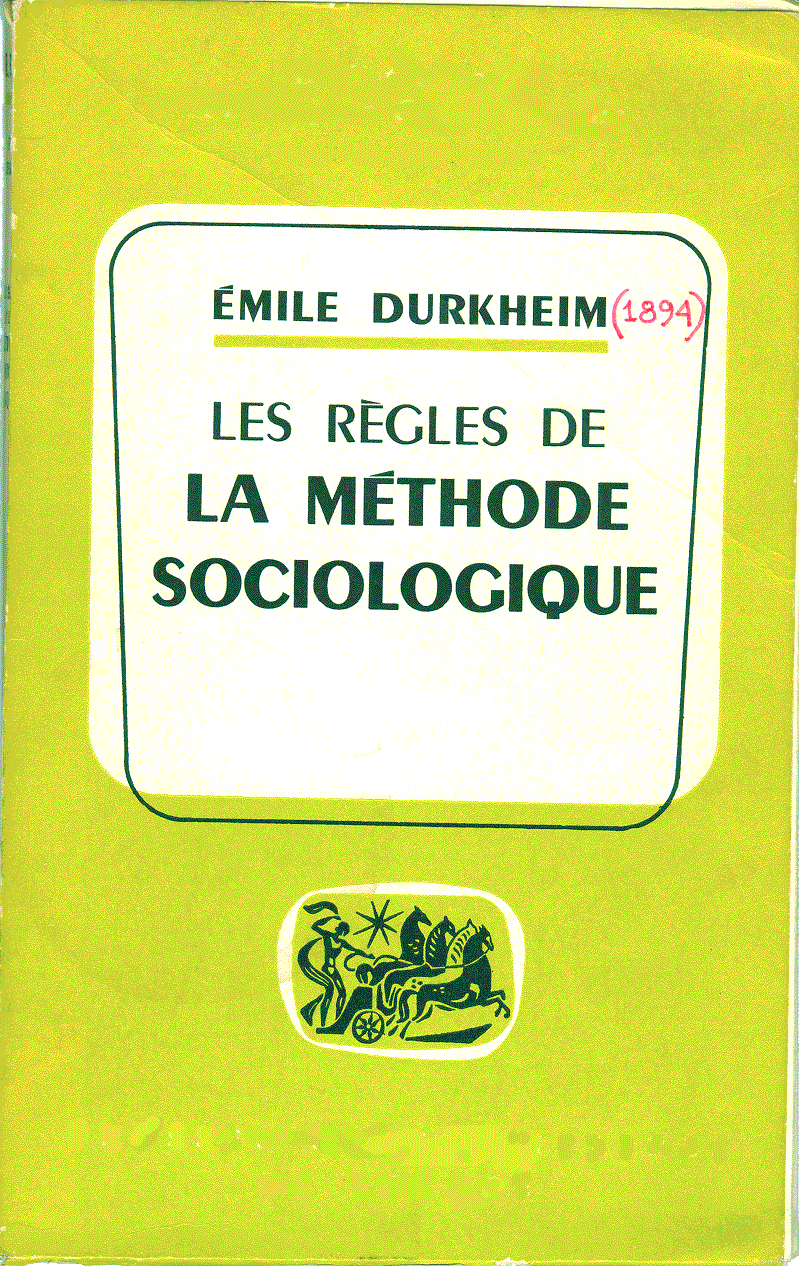 ÉMILE DURKHEIM (1894)
LES RÈGLES DE
LA MÉTHODE
SOCIOLOGIQUE